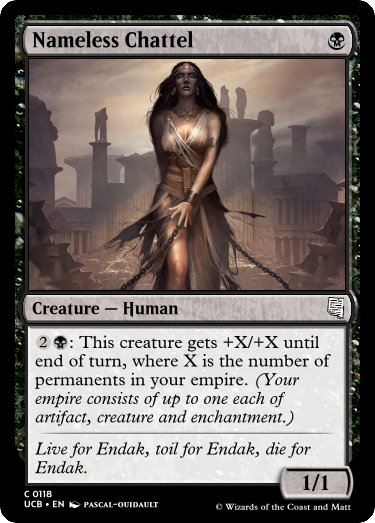 Nameless Chattel
Creature — Human
2 : This creature gets +X/+X until
end of turn, where X is the number of
permanents in your empire. (Your
empire consists of up to one each of
artifact, creature and enchantment.)
Live for Endak, toil for Endak, die for
Endak.
1/1
C 0118
UCB • EN PASCAL-QUIDAULT
© Wizards of the Coast and Matt